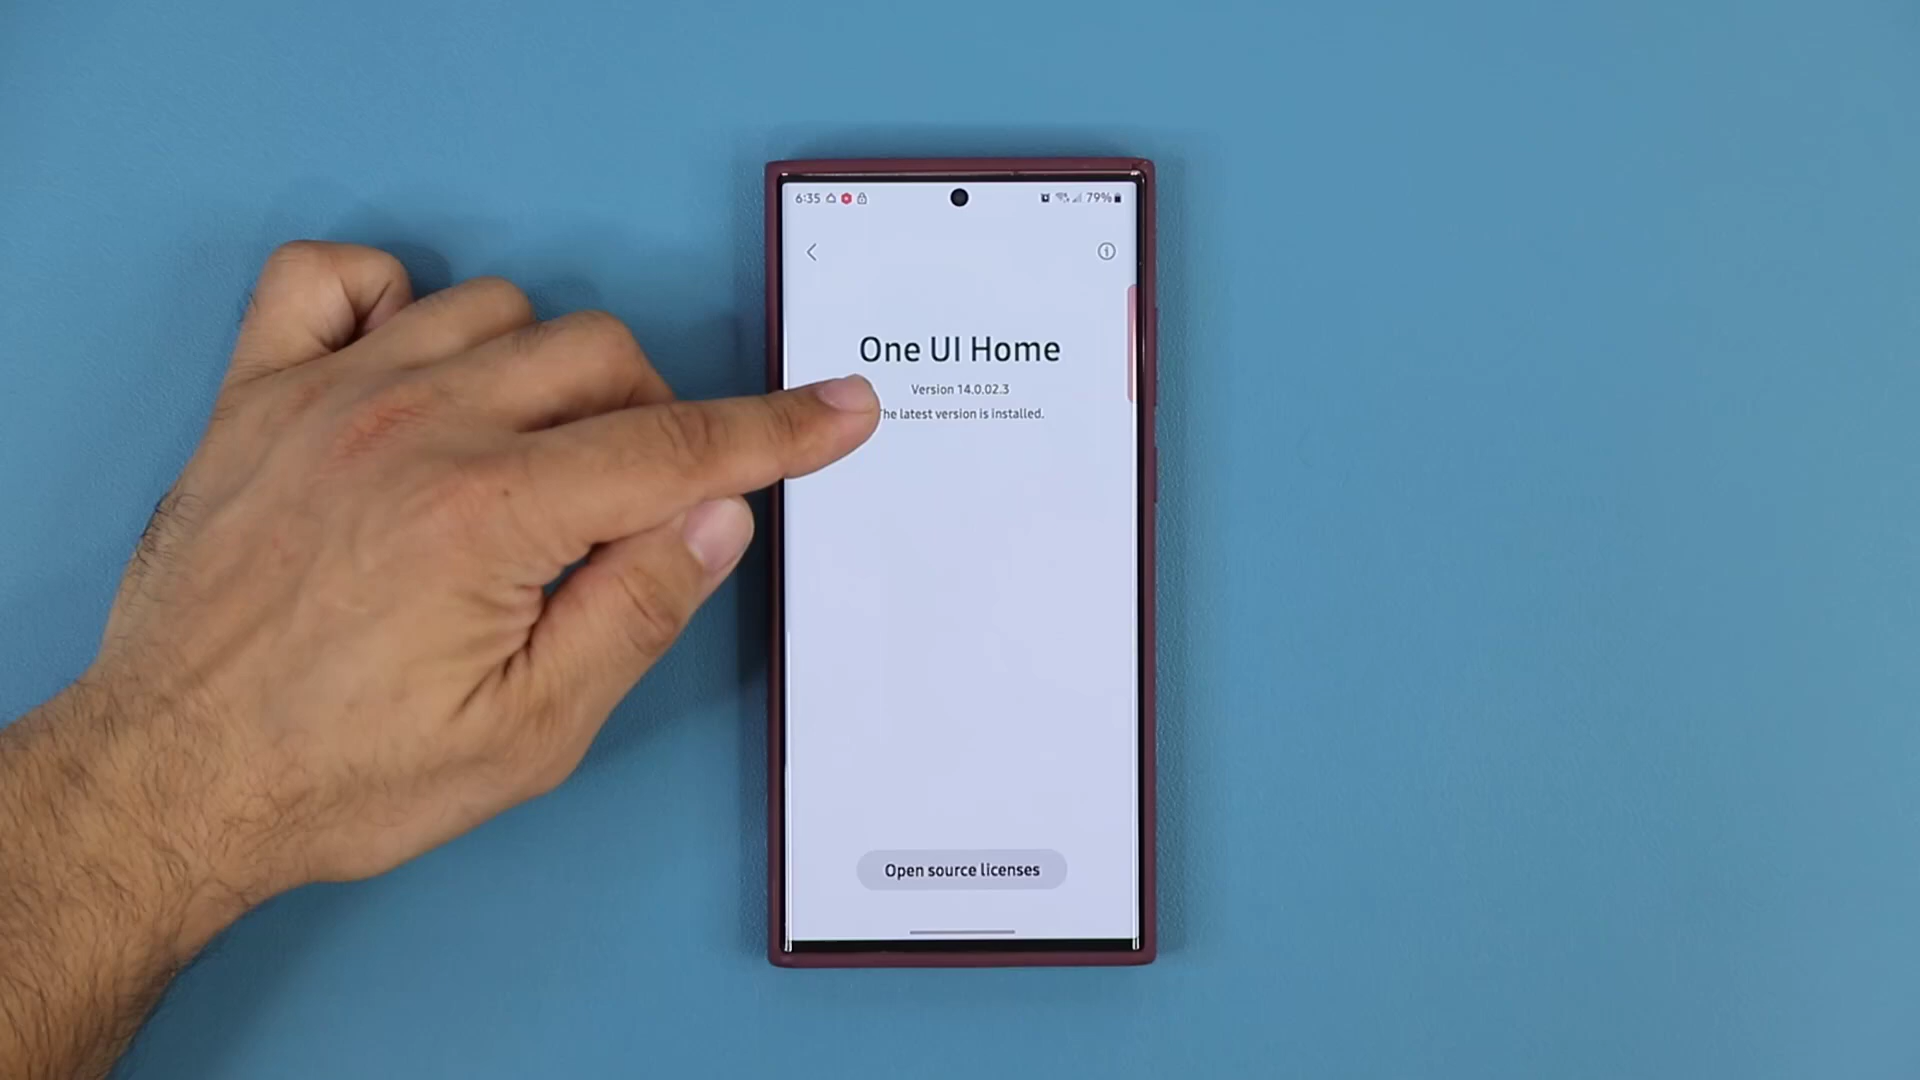 6:35 79%
One UI Home
Version 14.0.02.3
he latest version is installed.
Open source licenses